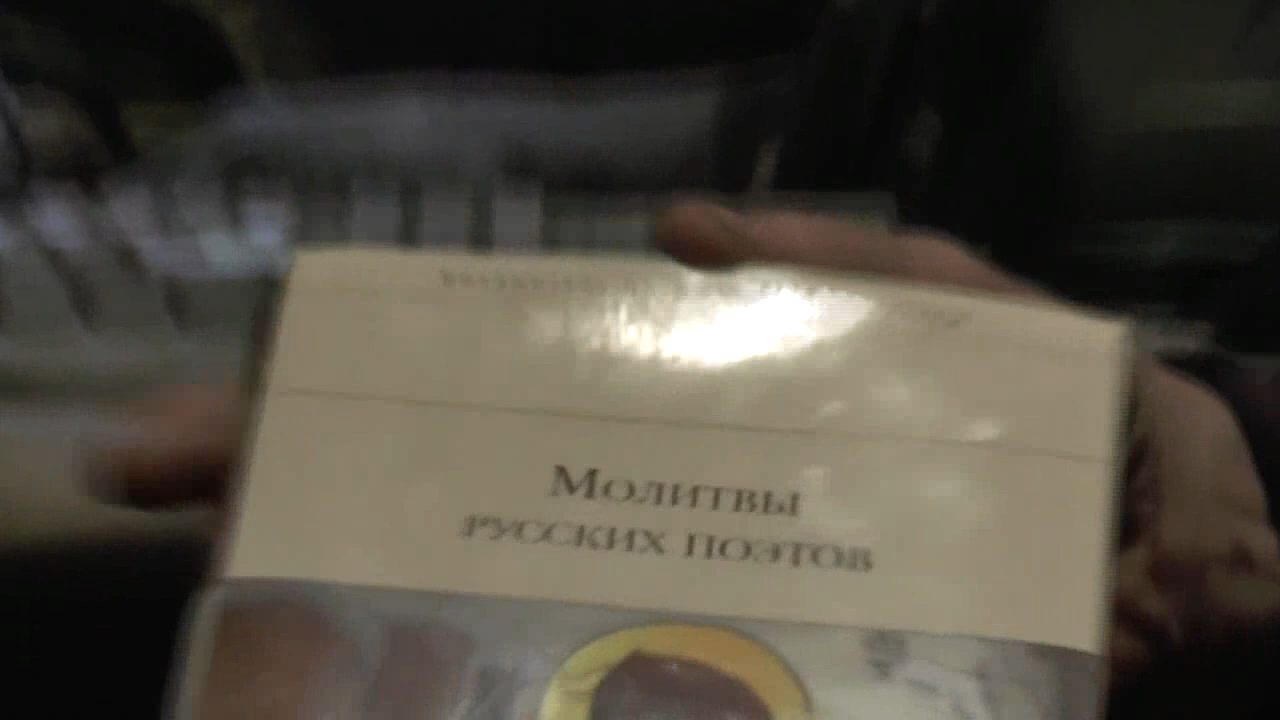 Молитвы
русских поэтов